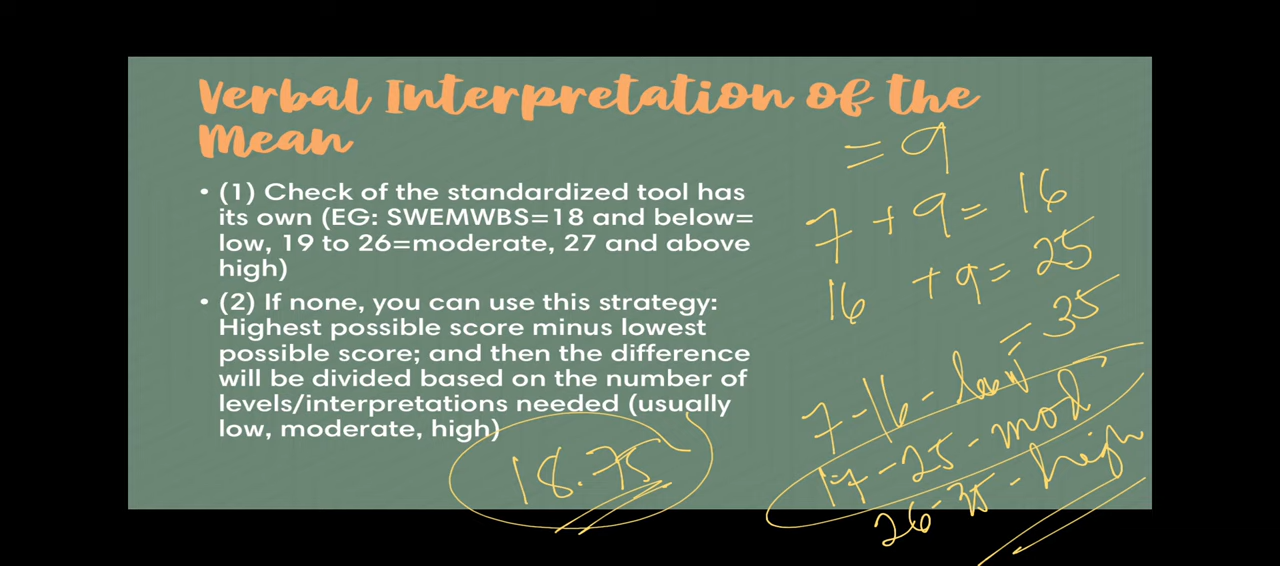 Verbal Interpretation of the
Mean
= 9
• (1) Check of the standardized tool has
its own (EG: SWEMWBS=18 and below=
low, 19 to 26=moderate, 27 and above
high)
• (2) If none, you can use this strategy:
Highest possible score minus lowest
possible score; and then the difference
will be divided based on the number of
levels/interpretations needed (usually
low, moderate, high)
7 + 9 = 16
16 + 9 = 25
= 35
7-16 - low
17-25 - mod
26-35 - high
18.75